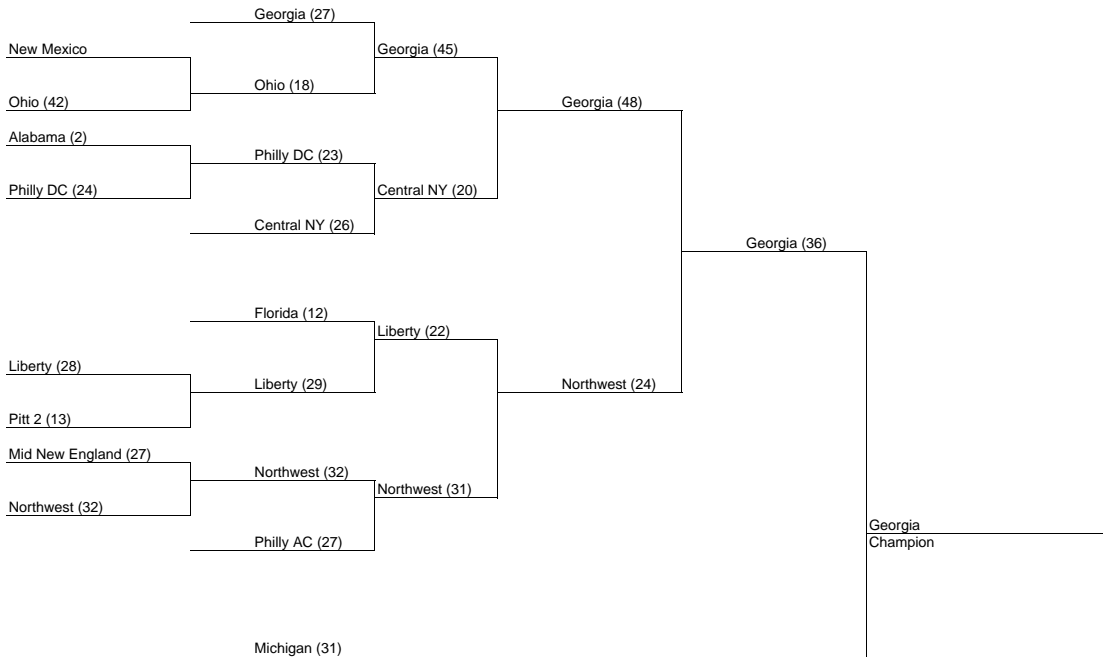 Georgia (27)
New Mexico
Georgia (45)
Ohio (18)
Ohio (42)
Georgia (48)
Alabama (2)
Philly DC (23)
Philly DC (24)
Central NY (20)
Central NY (26)
Georgia (36)
Florida (12)
Liberty (22)
Liberty (28)
Liberty (29)
Northwest (24)
Pitt 2 (13)
Mid New England (27)
Northwest (32)
Northwest (31)
Northwest (32)
Georgia
Philly AC (27)
Champion
Michigan (31)